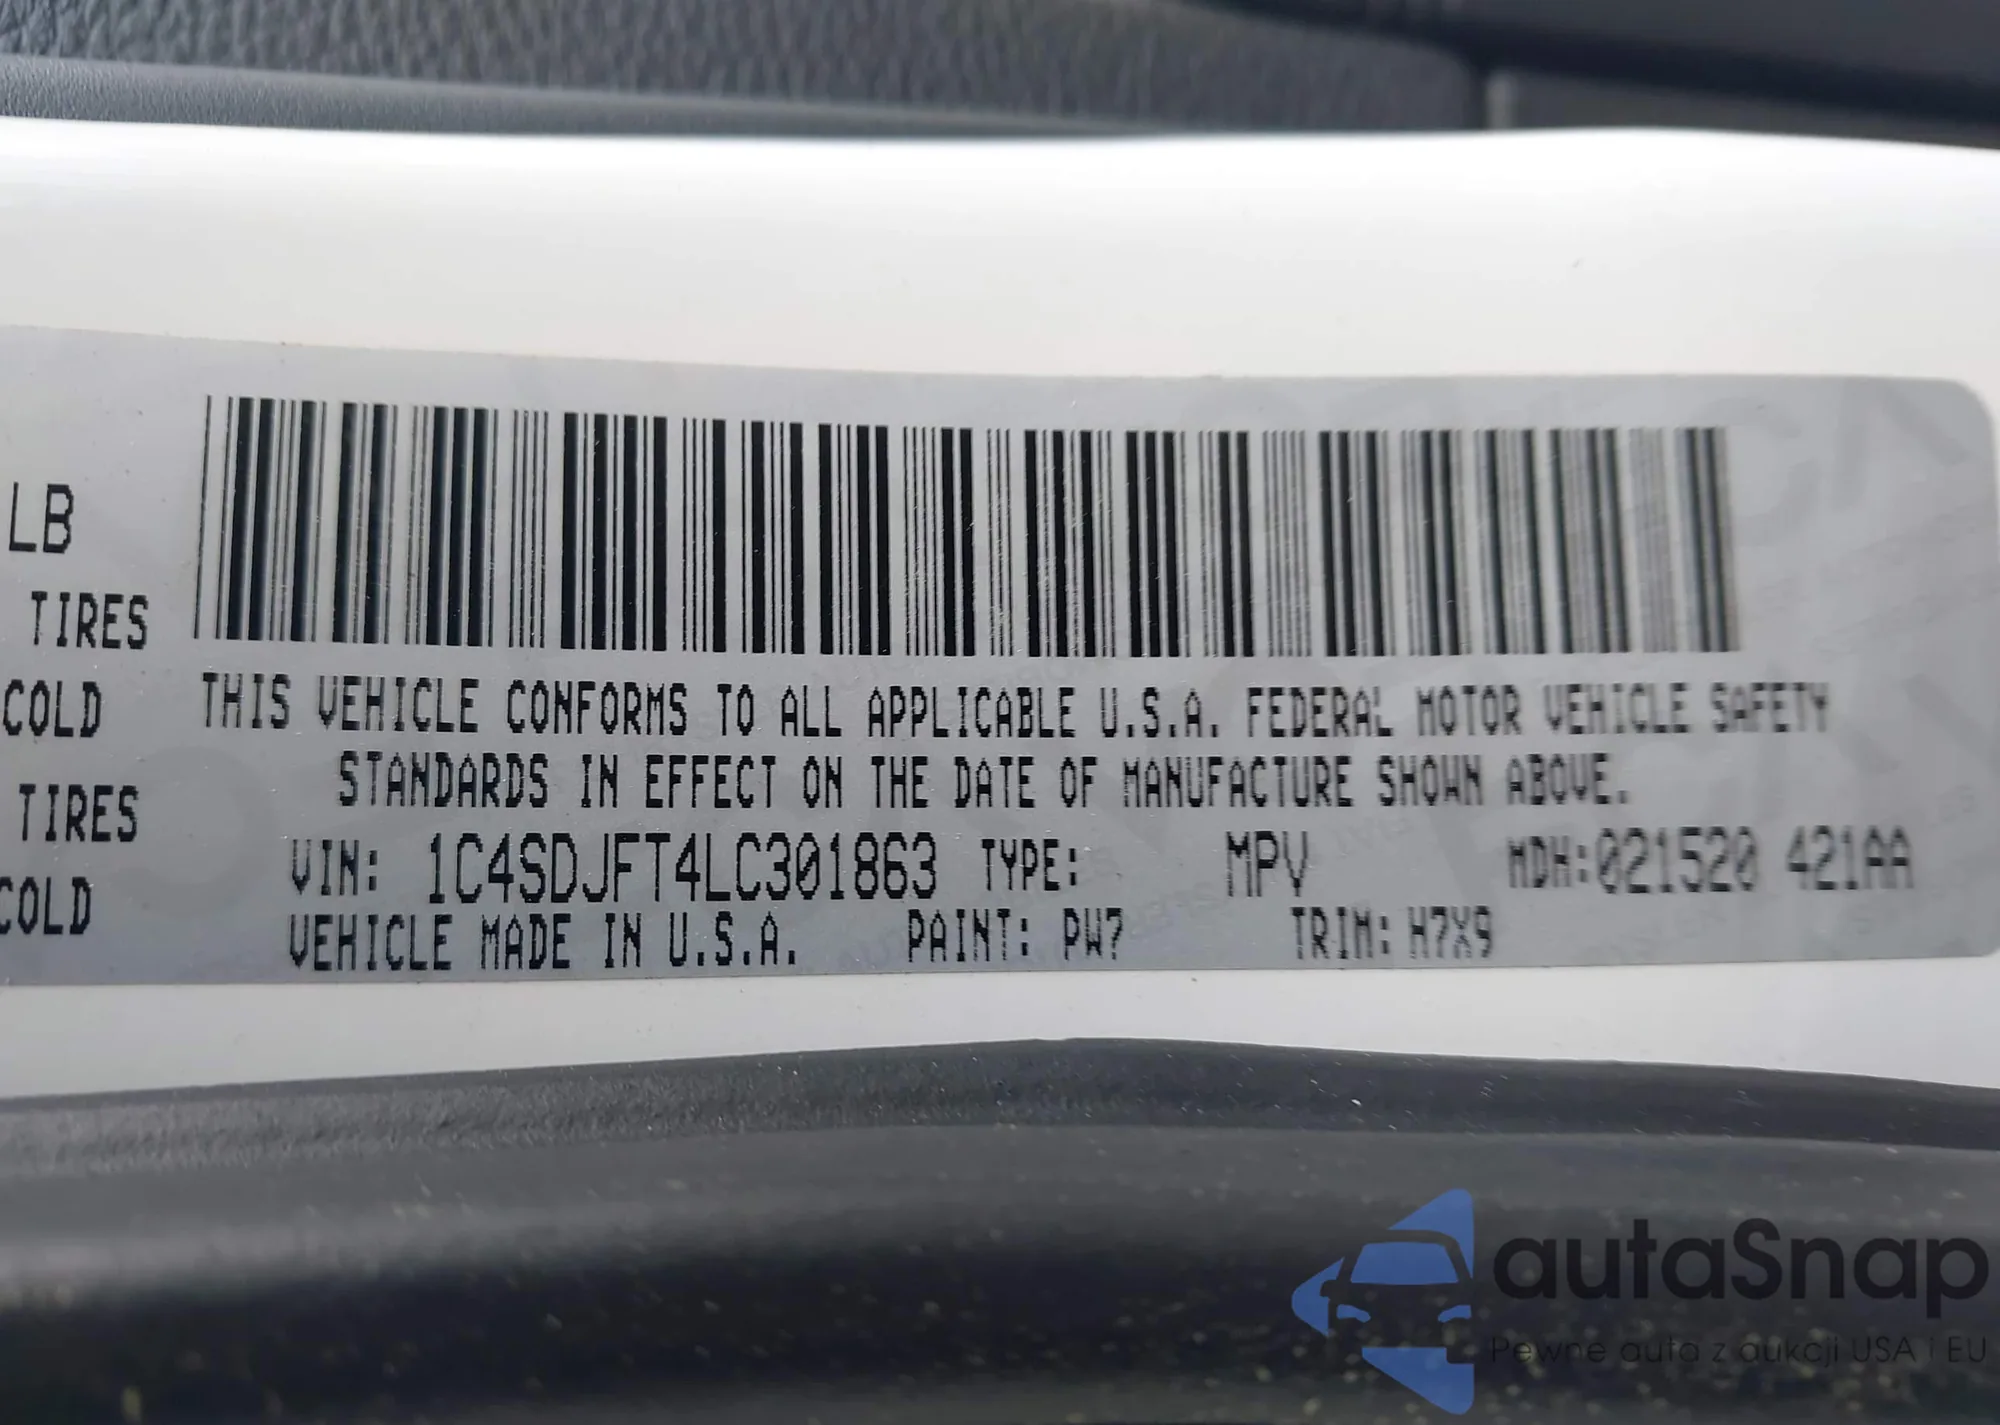 LB
TIRES
COLD
TIRES
COLD
THIS VEHICLE CONFORMS TO ALL APPLICABLE U.S.A. FEDERAL MOTOR VEHICLE SAFETY
STANDARDS IN EFFECT ON THE DATE OF MANUFACTURE SHOWN ABOVE.
VIN: 1C4SDJFT4LC301863 TYPE: MPV MDH:021520 421AA
VEHICLE MADE IN U.S.A. PAINT: PW7 TRIM: H7X9
autaSnap
Pewne auta z aukcji USA i EU